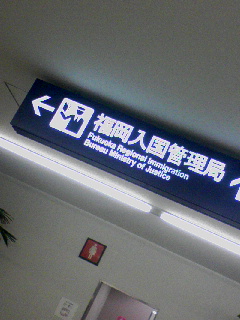 福岡入国管理局
Fukuoka Regional Immigration
Bureau Ministry of Justice